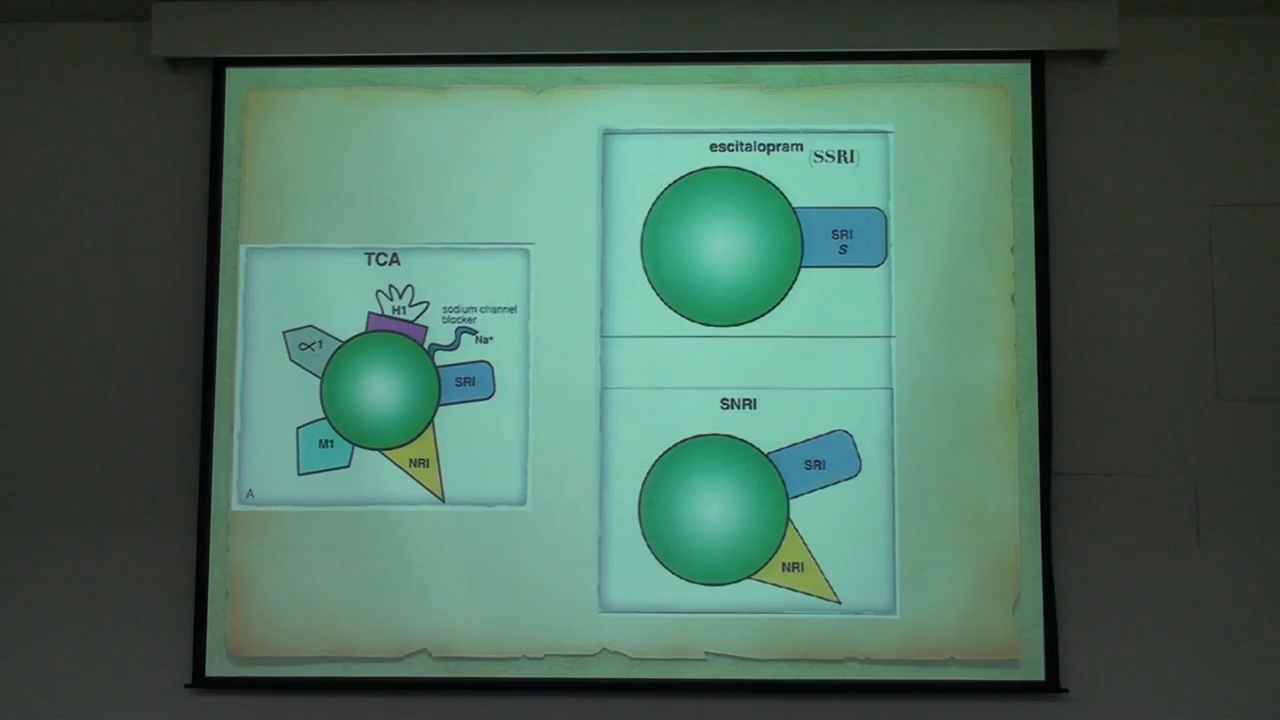 TCA
H1
sodium channel
blocker
Na+
∝1
SRI
M1
NRI
A
escitalopram (SSRI)
SRI
S
SNRI
SRI
NRI